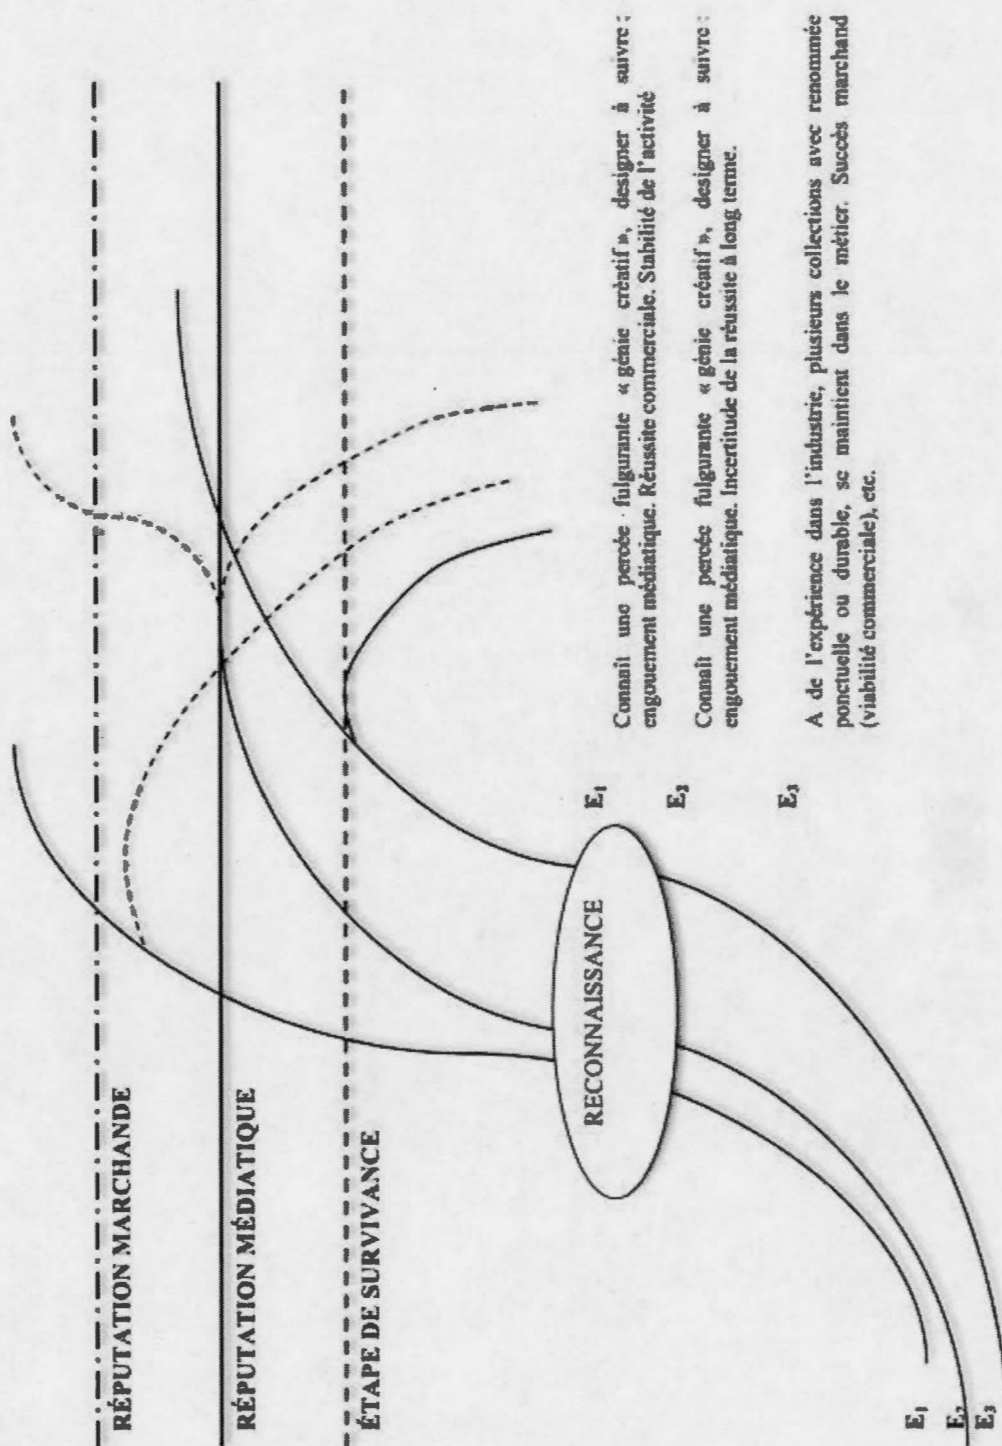 RÉPUTATION MARCHANDE
RÉPUTATION MÉDIATIQUE
ÉTAPE DE SURVIVANCE
RECONNAISSANCE
E1
E2
E3
E1
Connaît une percée fulgurante « génie créatif », designer à suivre :
engouement médiatique. Réussite commerciale. Stabilité de l'activité
E2
Connaît une percée fulgurante « génie créatif », designer à suivre :
engouement médiatique. Incertitude de la réussite à long terme.
E3
A de l'expérience dans l'industrie, plusieurs collections avec renommée
ponctuelle ou durable, se maintient dans le métier. Succès marchand
(viabilité commerciale), etc.